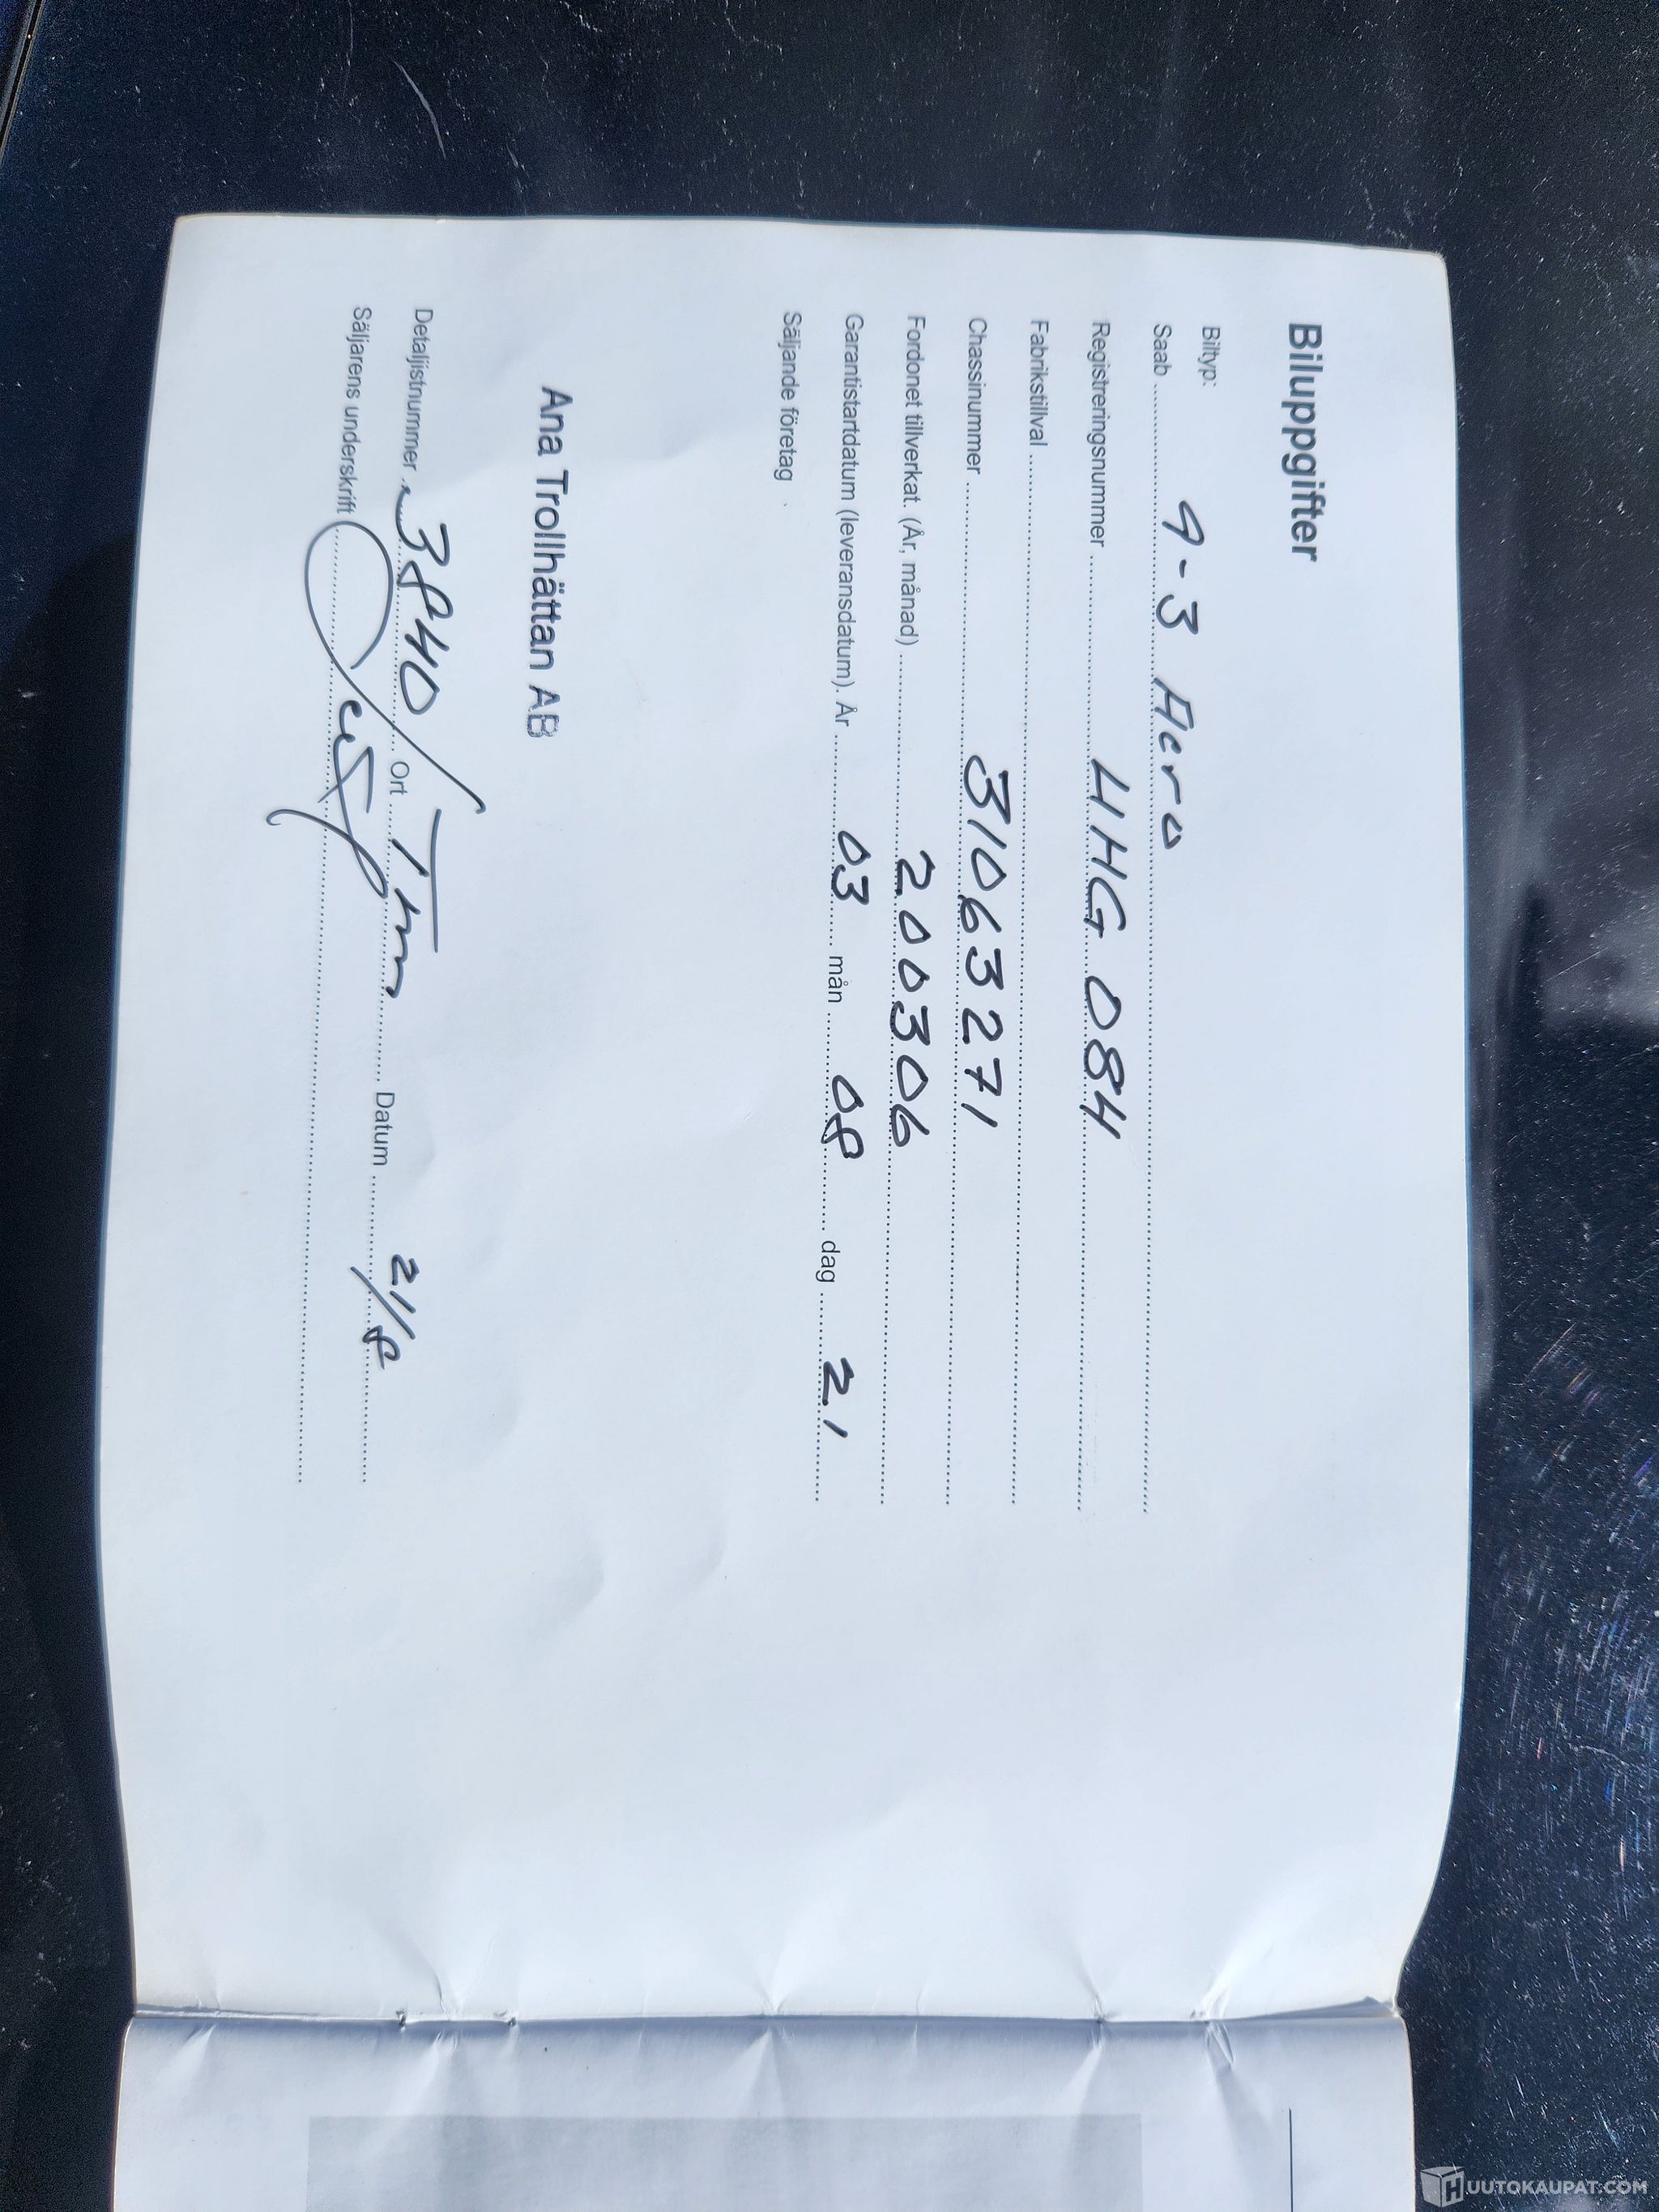 Biluppgifter
Biltyp:
Saab 9-3 Aero
Registreringsnummer UHG 084
Fabrikstillval
Chassinummer 31063271
Fordonet tillverkat. (År, månad) 200306
Garantistartdatum (leveransdatum). År 03 mån 08 dag 21
Säljande företag
Ana Trollhättan AB
Detaljistnummer 3840 Ort Thn Datum 21/8
Säljarens underskrift
HUUTOKAUPAT.COM